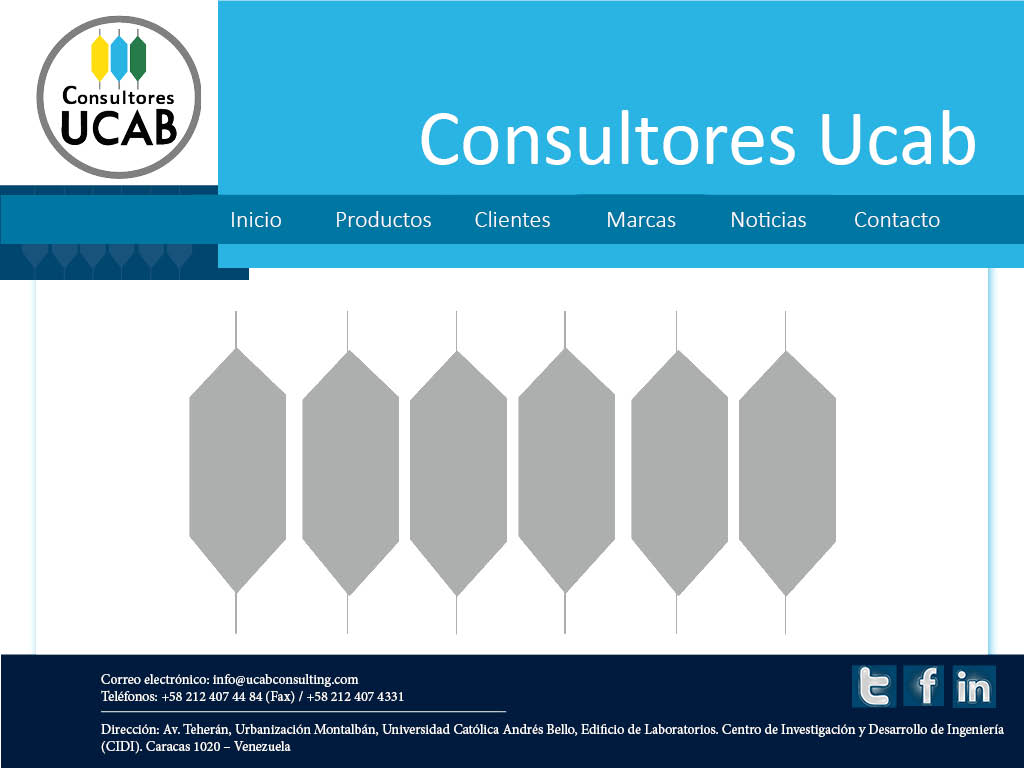 Consultores
UCAB
Consultores Ucab
Inicio Productos Clientes Marcas Noticias Contacto
Correo electrónico: info@ucabconsulting.com
Teléfonos: +58 212 407 44 84 (Fax) / +58 212 407 4331
Dirección: Av. Teherán, Urbanización Montalbán, Universidad Católica Andrés Bello, Edificio de Laboratorios. Centro de Investigación y Desarrollo de Ingeniería
(CIDI). Caracas 1020 – Venezuela
t f in